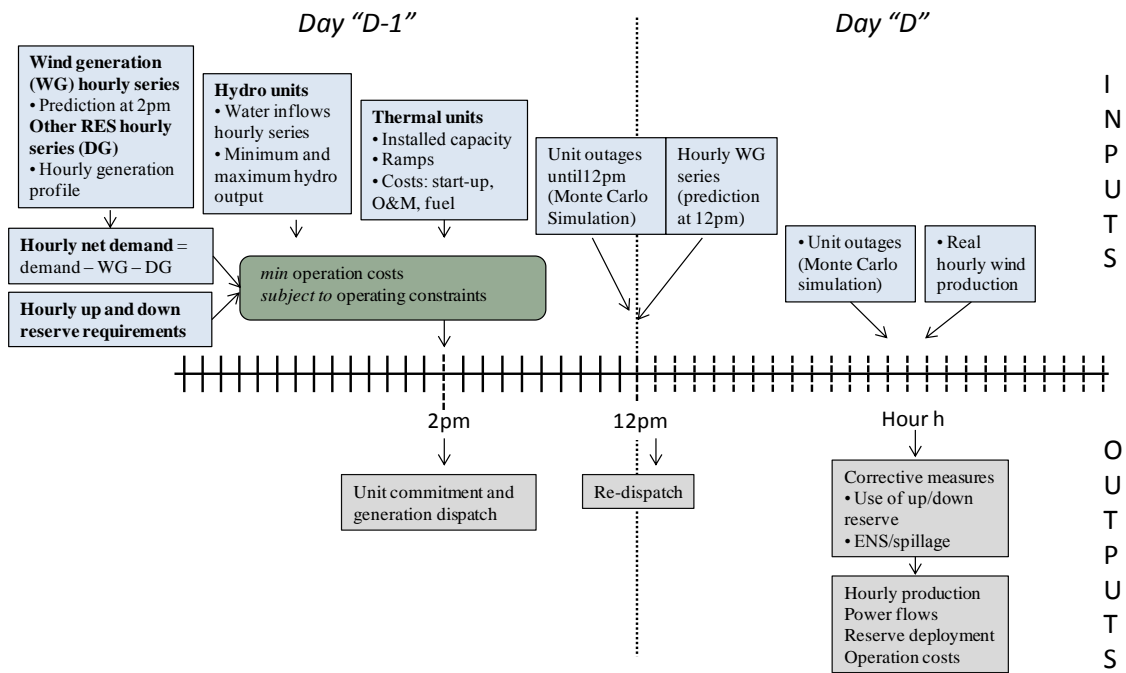 Day “D-1”
Day “D”
Wind generation
(WG) hourly series
• Prediction at 2pm
Other RES hourly
series (DG)
• Hourly generation
profile
Hydro units
• Water inflows
hourly series
• Minimum and
maximum hydro
output
Thermal units
• Installed capacity
• Ramps
• Costs: start-up,
O&M, fuel
Unit outages
until12pm
(Monte Carlo
Simulation)
Hourly WG
series
(prediction
at 12pm)
I
N
P
U
T
S
Hourly net demand =
demand – WG – DG
Hourly up and down
reserve requirements
min operation costs
subject to operating constraints
• Unit outages
(Monte Carlo
simulation)
• Real
hourly wind
production
2pm
12pm
Hour h
Unit commitment and
generation dispatch
Re-dispatch
Corrective measures
• Use of up/down
reserve
• ENS/spillage
Hourly production
Power flows
Reserve deployment
Operation costs
O
U
T
P
U
T
S